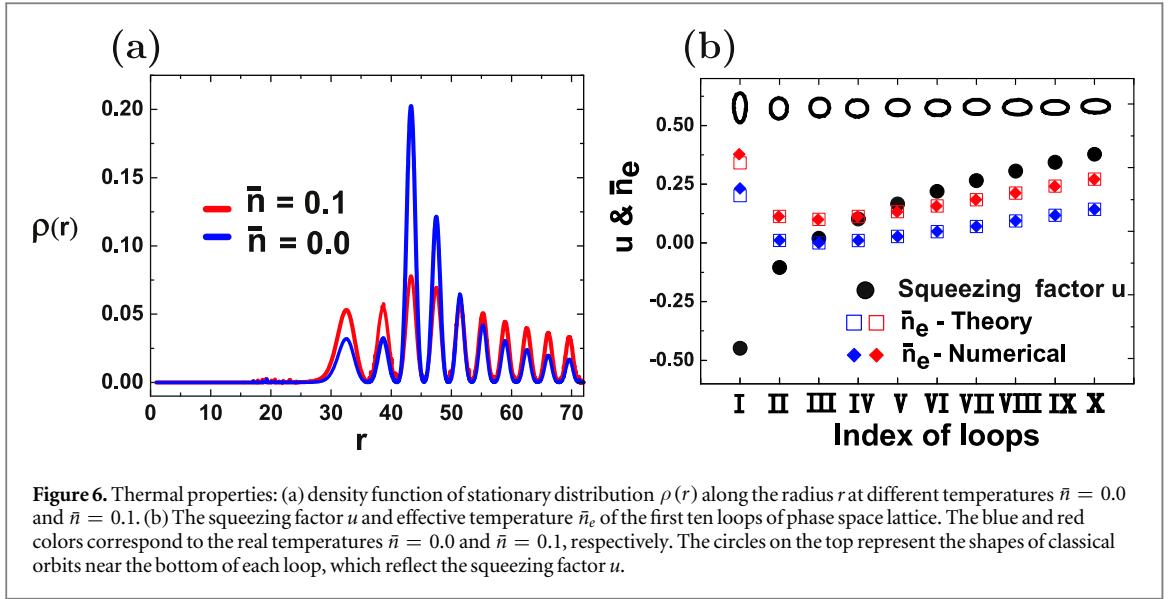 (a)
(b)
0.20
0.15
0.10
0.05
0.00
ρ(r)
n̄ = 0.1
n̄ = 0.0
0 10 20 30 40 50 60 70
r
0.50
0.25
0.00
-0.25
-0.50
u & n̄e
Squeezing factor u
n̄e - Theory
n̄e - Numerical
I II III IV V VI VII VIII IX X
Index of loops
Figure 6. Thermal properties: (a) density function of stationary distribution ρ(r) along the radius r at different temperatures n̄ = 0.0
and n̄ = 0.1. (b) The squeezing factor u and effective temperature n̄e of the first ten loops of phase space lattice. The blue and red
colors correspond to the real temperatures n̄ = 0.0 and n̄ = 0.1, respectively. The circles on the top represent the shapes of classical
orbits near the bottom of each loop, which reflect the squeezing factor u.